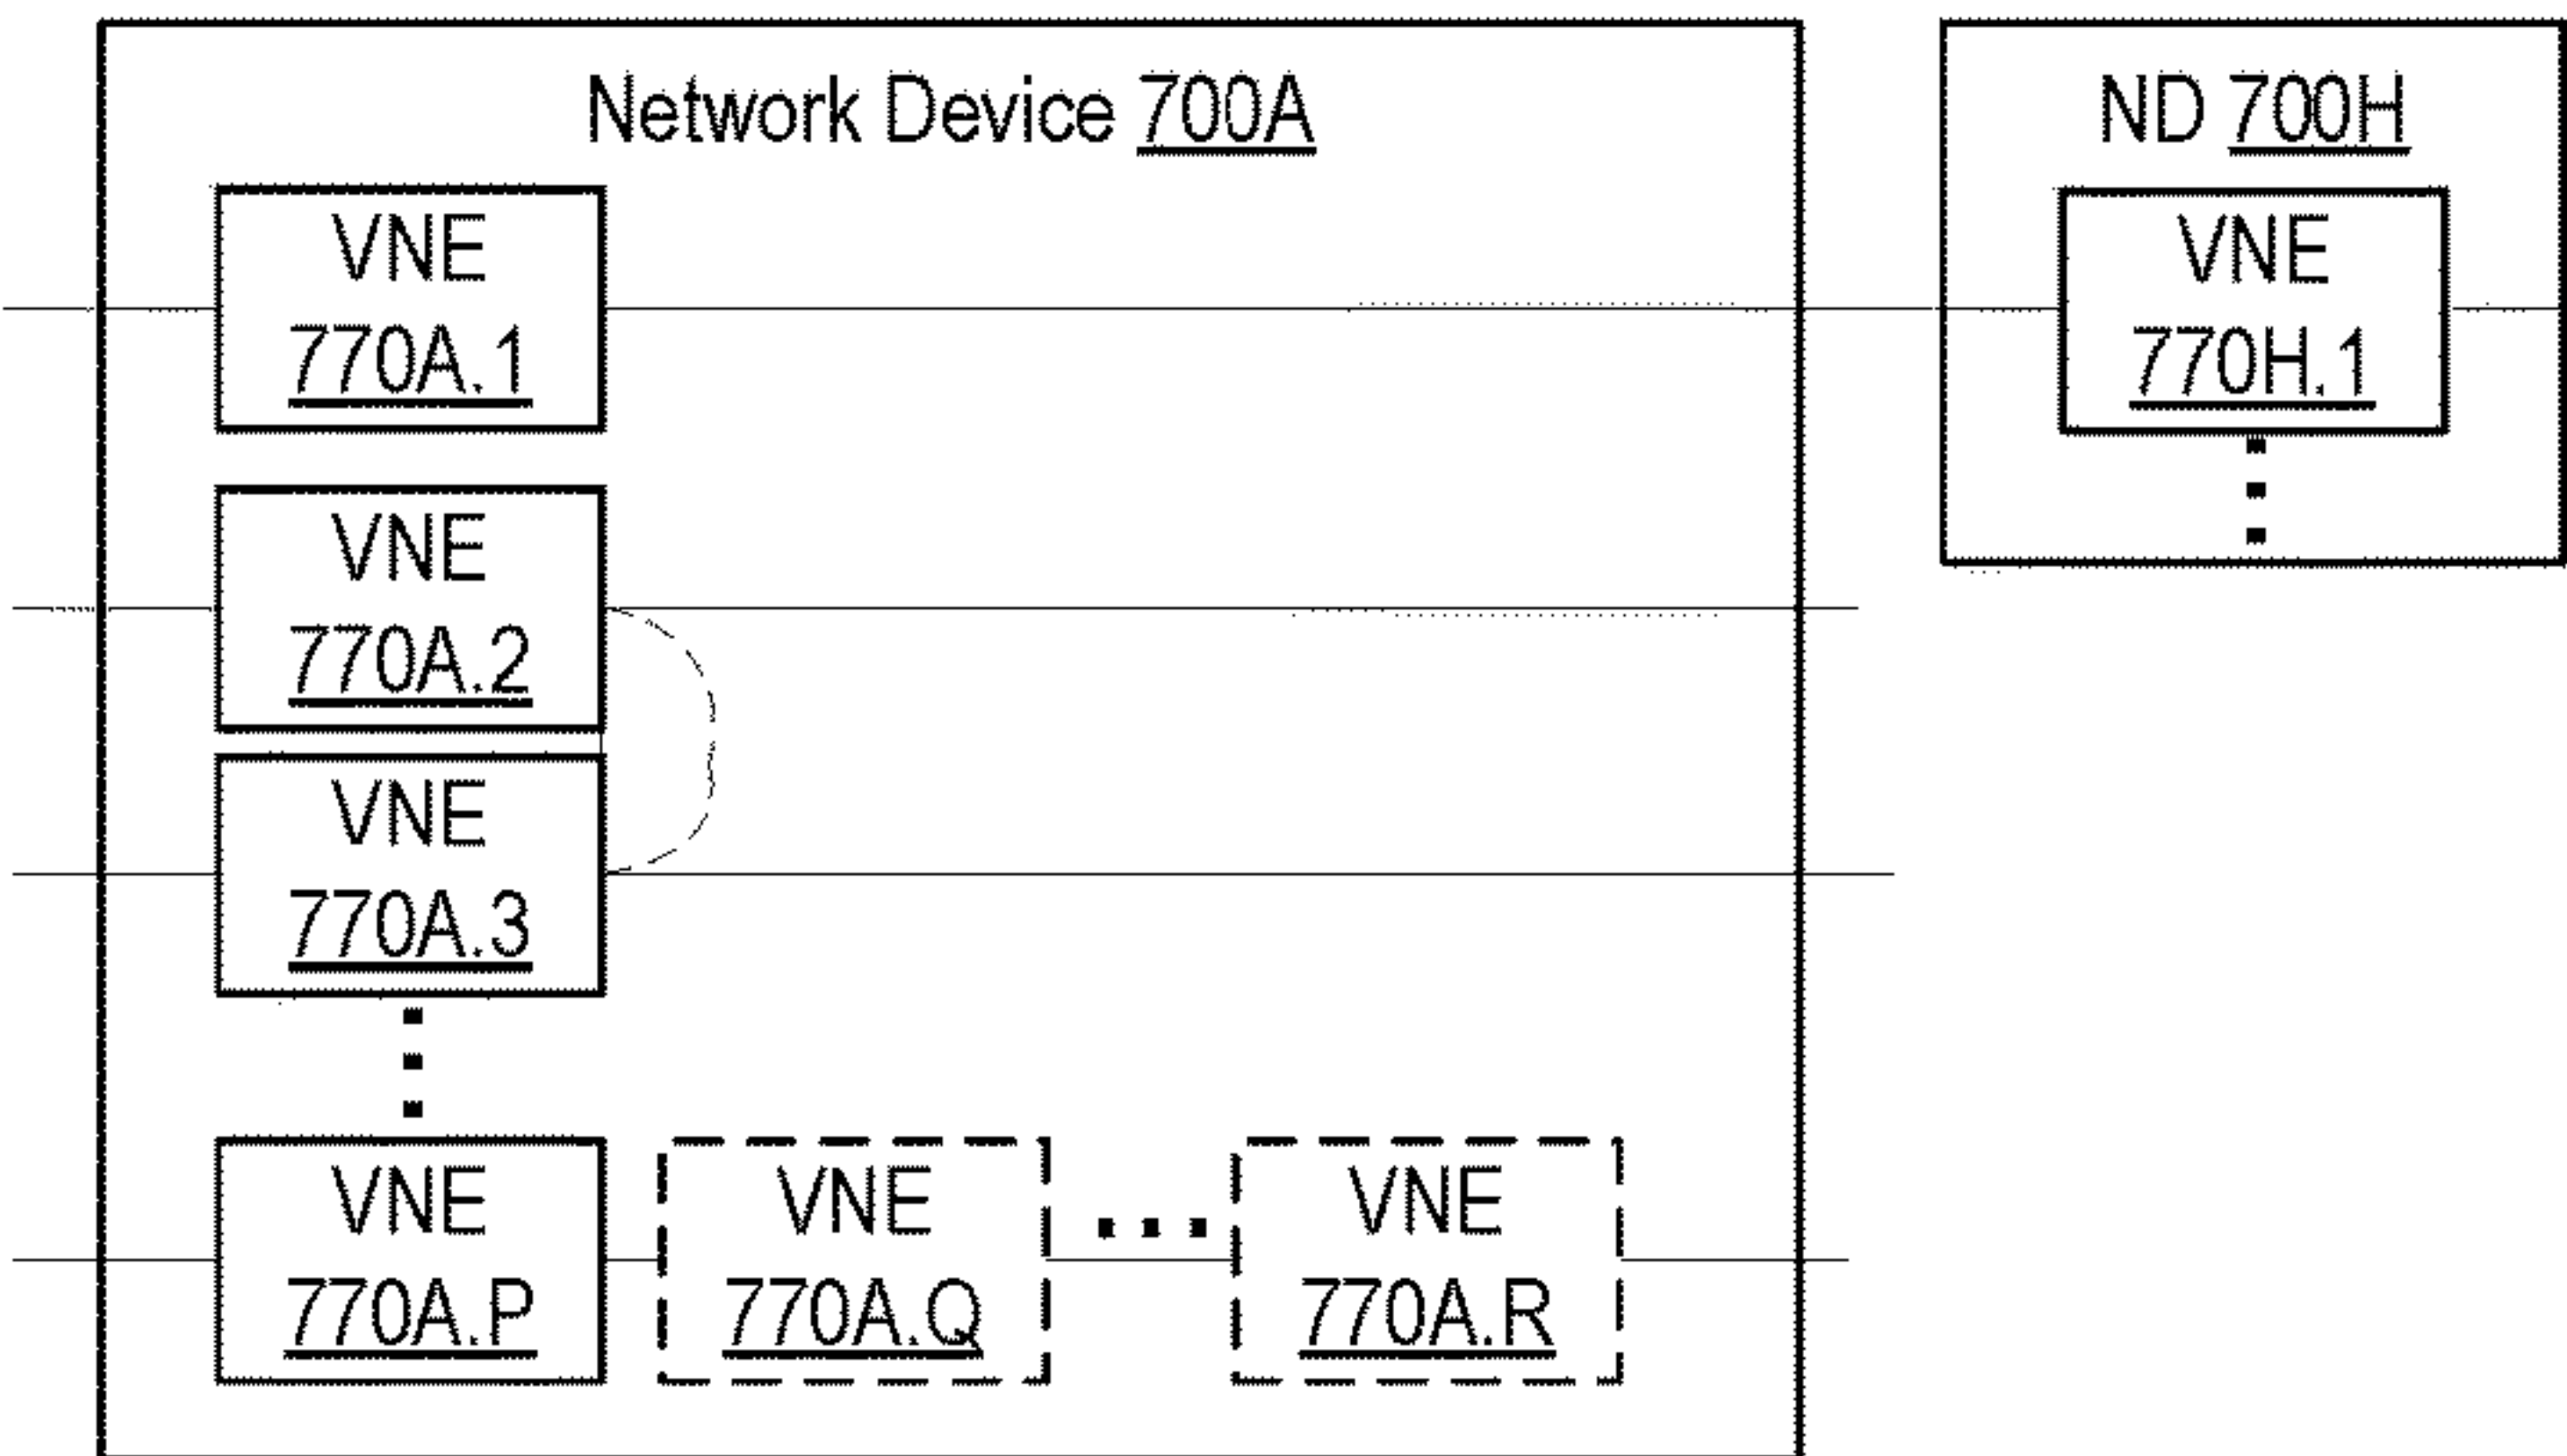 Network Device 700A
ND 700H
VNE
770A.1
VNE
770H.1
VNE
770A.2
VNE
770A.3
VNE
770A.P
VNE
770A.Q
VNE
770A.R